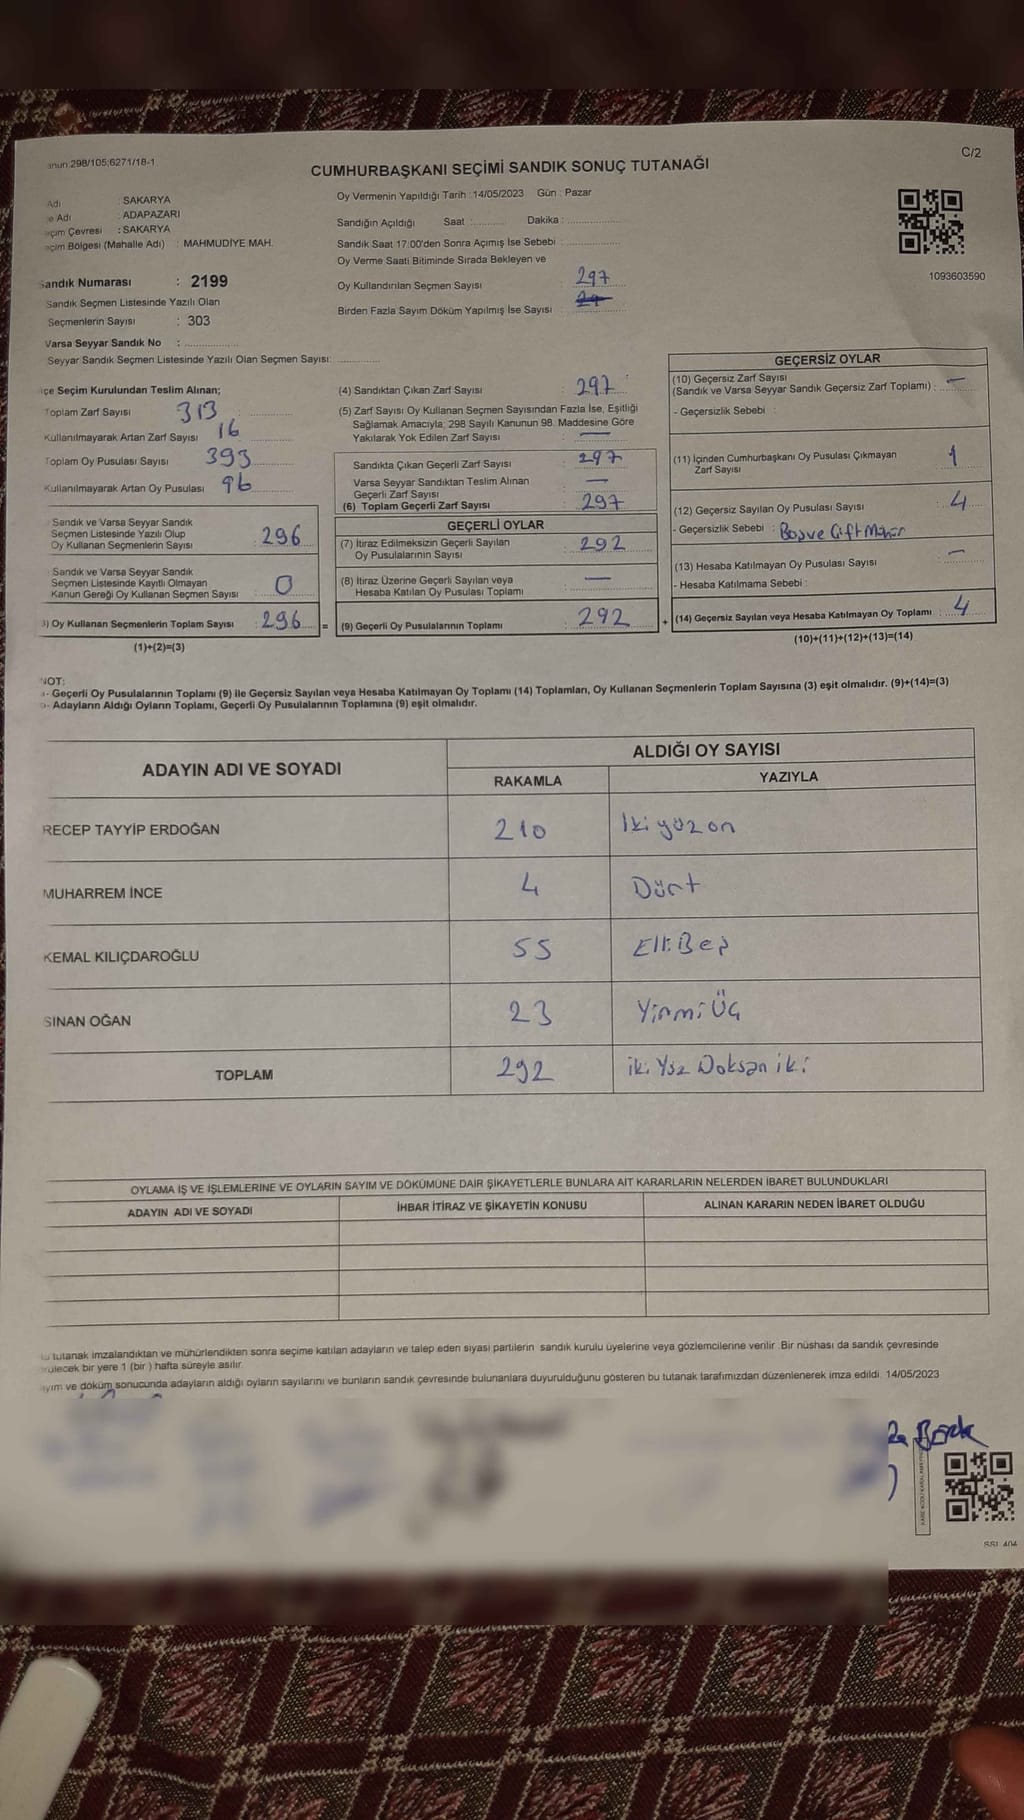 anun:298/105;6271/18-1
C/2
CUMHURBAŞKANI SEÇİMİ SANDIK SONUÇ TUTANAĞI
Adı : SAKARYA
e Adı : ADAPAZARI
eçim Çevresi : SAKARYA
eçim Bölgesi (Mahalle Adı) : MAHMUDİYE MAH.
Oy Vermenin Yapıldığı Tarih :14/05/2023 Gün : Pazar
Sandığın Açıldığı Saat : Dakika :
Sandık Saat 17:00'den Sonra Açımış İse Sebebi :
Oy Verme Saati Bitiminde Sırada Bekleyen ve
Oy Kullandırılan Seçmen Sayısı : 297
Birden Fazla Sayım Döküm Yapılmış İse Sayısı :
1093603590
Sandık Numarası : 2199
Sandık Seçmen Listesinde Yazılı Olan
Seçmenlerin Sayısı : 303
Varsa Seyyar Sandık No :
Seyyar Sandık Seçmen Listesinde Yazılı Olan Seçmen Sayısı:
içe Seçim Kurulundan Teslim Alınan;
Toplam Zarf Sayısı 313
Kullanılmayarak Artan Zarf Sayısı 16
Toplam Oy Pusulası Sayısı 393
Kullanılmayarak Artan Oy Pusulası 96
Sandık ve Varsa Seyyar Sandık
Seçmen Listesinde Yazılı Olup
Oy Kullanan Seçmenlerin Sayısı : 296
Sandık ve Varsa Seyyar Sandık
Seçmen Listesinde Kayıtlı Olmayan
Kanun Gereği Oy Kullanan Seçmen Sayısı : 0
3) Oy Kullanan Seçmenlerin Toplam Sayısı : 296 =
(1)+(2)=(3)
(4) Sandıktan Çıkan Zarf Sayısı : 297
(5) Zarf Sayısı Oy Kullanan Seçmen Sayısından Fazla İse, Eşitliği
Sağlamak Amacıyla; 298 Sayılı Kanunun 98. Maddesine Göre
Yakılarak Yok Edilen Zarf Sayısı : —
Sandıkta Çıkan Geçerli Zarf Sayısı : 297
Varsa Seyyar Sandıktan Teslim Alınan
Geçerli Zarf Sayısı : —
(6) Toplam Geçerli Zarf Sayısı : 297
GEÇERLİ OYLAR
(7) İtiraz Edilmeksizin Geçerli Sayılan
Oy Pusulalarının Sayısı : 292
(8) İtiraz Üzerine Geçerli Sayılan veya
Hesaba Katılan Oy Pusulası Toplamı : —
(9) Geçerli Oy Pusulalarının Toplamı : 292 +
GEÇERSİZ OYLAR
(10) Geçersiz Zarf Sayısı
(Sandık ve Varsa Seyyar Sandık Geçersiz Zarf Toplamı) : —
- Geçersizlik Sebebi :
(11) İçinden Cumhurbaşkanı Oy Pusulası Çıkmayan
Zarf Sayısı : 1
(12) Geçersiz Sayılan Oy Pusulası Sayısı : 4
- Geçersizlik Sebebi : Boş ve Çift Mühür
(13) Hesaba Katılmayan Oy Pusulası Sayısı : —
- Hesaba Katılmama Sebebi :
(14) Geçersiz Sayılan veya Hesaba Katılmayan Oy Toplamı : 4
(10)+(11)+(12)+(13)=(14)
NOT:
- Geçerli Oy Pusulalarının Toplamı (9) ile Geçersiz Sayılan veya Hesaba Katılmayan Oy Toplamı (14) Toplamları, Oy Kullanan Seçmenlerin Toplam Sayısına (3) eşit olmalıdır. (9)+(14)=(3)
- Adayların Aldığı Oyların Toplamı, Geçerli Oy Pusulalarının Toplamına (9) eşit olmalıdır.
ADAYIN ADI VE SOYADI
ALDIĞI OY SAYISI
RAKAMLA YAZIYLA
RECEP TAYYİP ERDOĞAN 210 İki yüz on
MUHARREM İNCE 4 Dört
KEMAL KILIÇDAROĞLU 55 Elli Beş
SİNAN OĞAN 23 Yirmi Üç
TOPLAM 292 iki Yüz Doksan iki
OYLAMA İŞ VE İŞLEMLERINE VE OYLARIN SAYIM VE DÖKÜMÜNE DAİR ŞİKAYETLERLE BUNLARA AİT KARARLARIN NELERDEN İBARET BULUNDUKLARI
ADAYIN ADI VE SOYADI İHBAR İTİRAZ VE ŞİKAYETİN KONUSU ALINAN KARARIN NEDEN İBARET OLDUĞU
u tutanak imzalandıktan ve mühürlendikten sonra seçime katılan adayların ve talep eden siyasi partilerin sandık kurulu üyelerine veya gözlemcilerine verilir. Bir nüshası da sandık çevresinde
rülecek bir yere 1 (bir ) hafta süreyle asılır.
ayım ve döküm sonucunda adayların aldığı oyların sayılarını ve bunların sandık çevresinde bulunanlara duyurulduğunu gösteren bu tutanak tarafımızdan düzenlenerek imza edildi. 14/05/2023